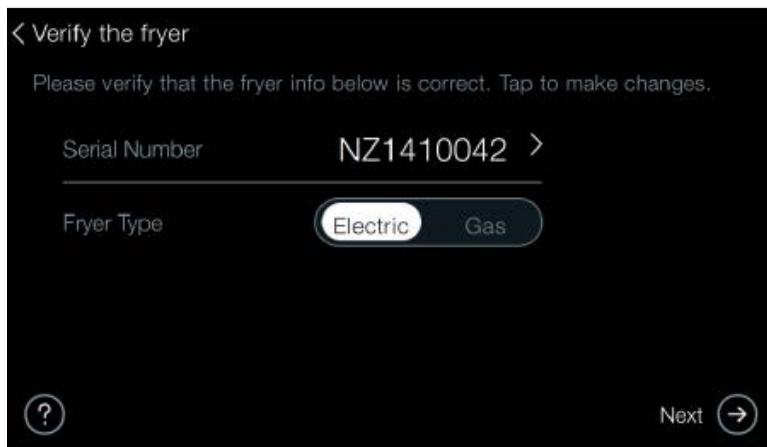 Verify the fryer
Please verify that the fryer info below is correct. Tap to make changes.
Serial Number NZ1410042
Fryer Type Electric Gas
?
Next